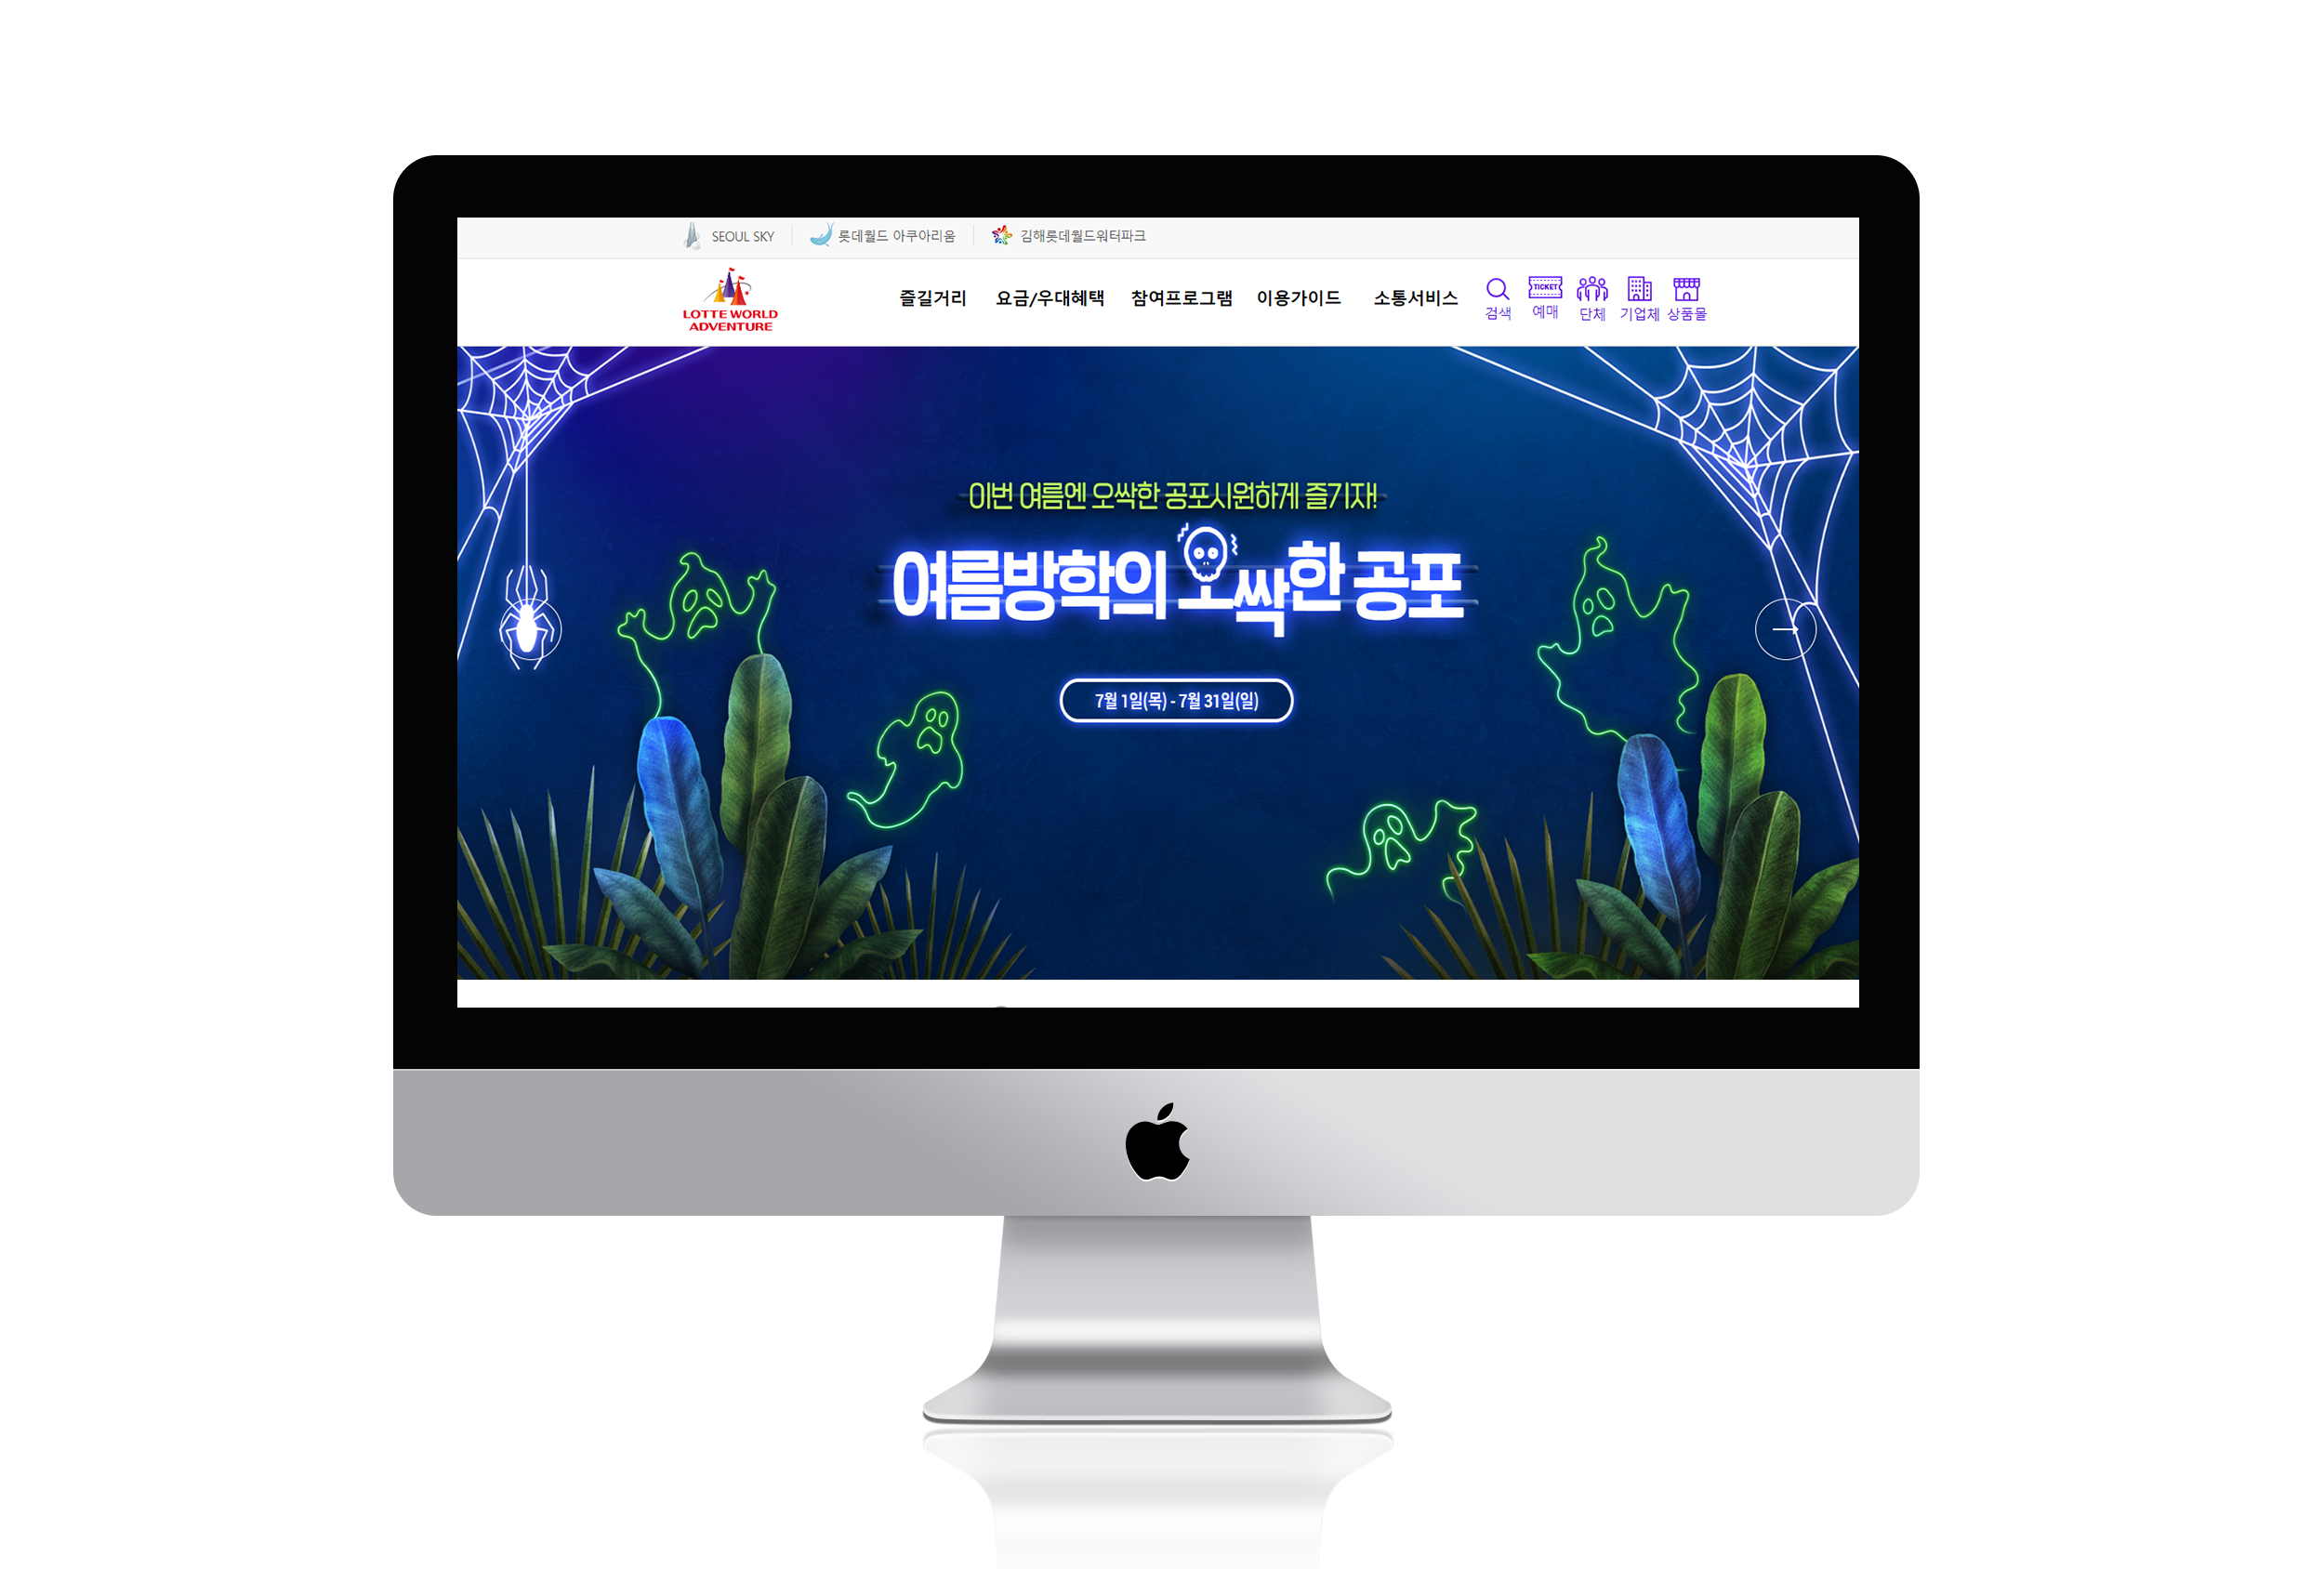 SEOUL SKY 롯데월드 아쿠아리움 김해롯데월드워터파크
LOTTE WORLD
ADVENTURE
즐길거리 요금/우대혜택 참여프로그램 이용가이드 소통서비스
TICKET
검색 예매 단체 기업체 상품몰
이번 여름엔 오싹한 공포시원하게 즐기자!
여름방학의 오싹한 공포
7월 1일(목) - 7월 31일(일)